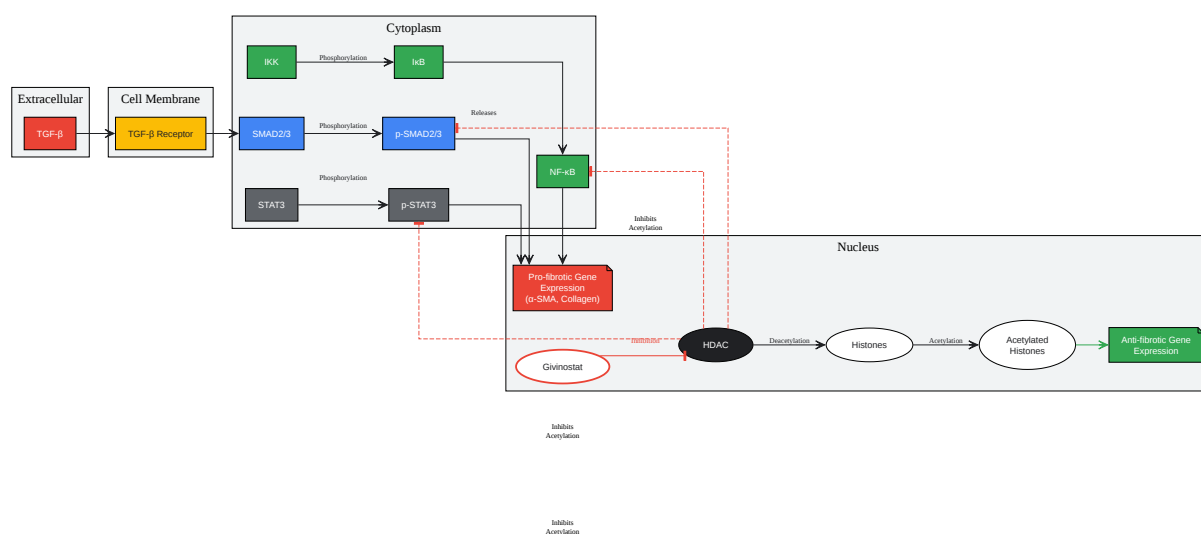 Cytoplasm
IKK
Phosphorylation
IκB
Extracellular
Cell Membrane
TGF-β
TGF-β Receptor
SMAD2/3
Phosphorylation
p-SMAD2/3
Releases
NF-κB
Phosphorylation
STAT3
p-STAT3
Inhibits
Acetylation
Nucleus
Pro-fibrotic Gene
Expression
(α-SMA, Collagen)
Inhibition
HDAC
Deacetylation
Histones
Acetylation
Acetylated
Histones
Anti-fibrotic Gene
Expression
Givinostat
Inhibits
Acetylation
Inhibits
Acetylation